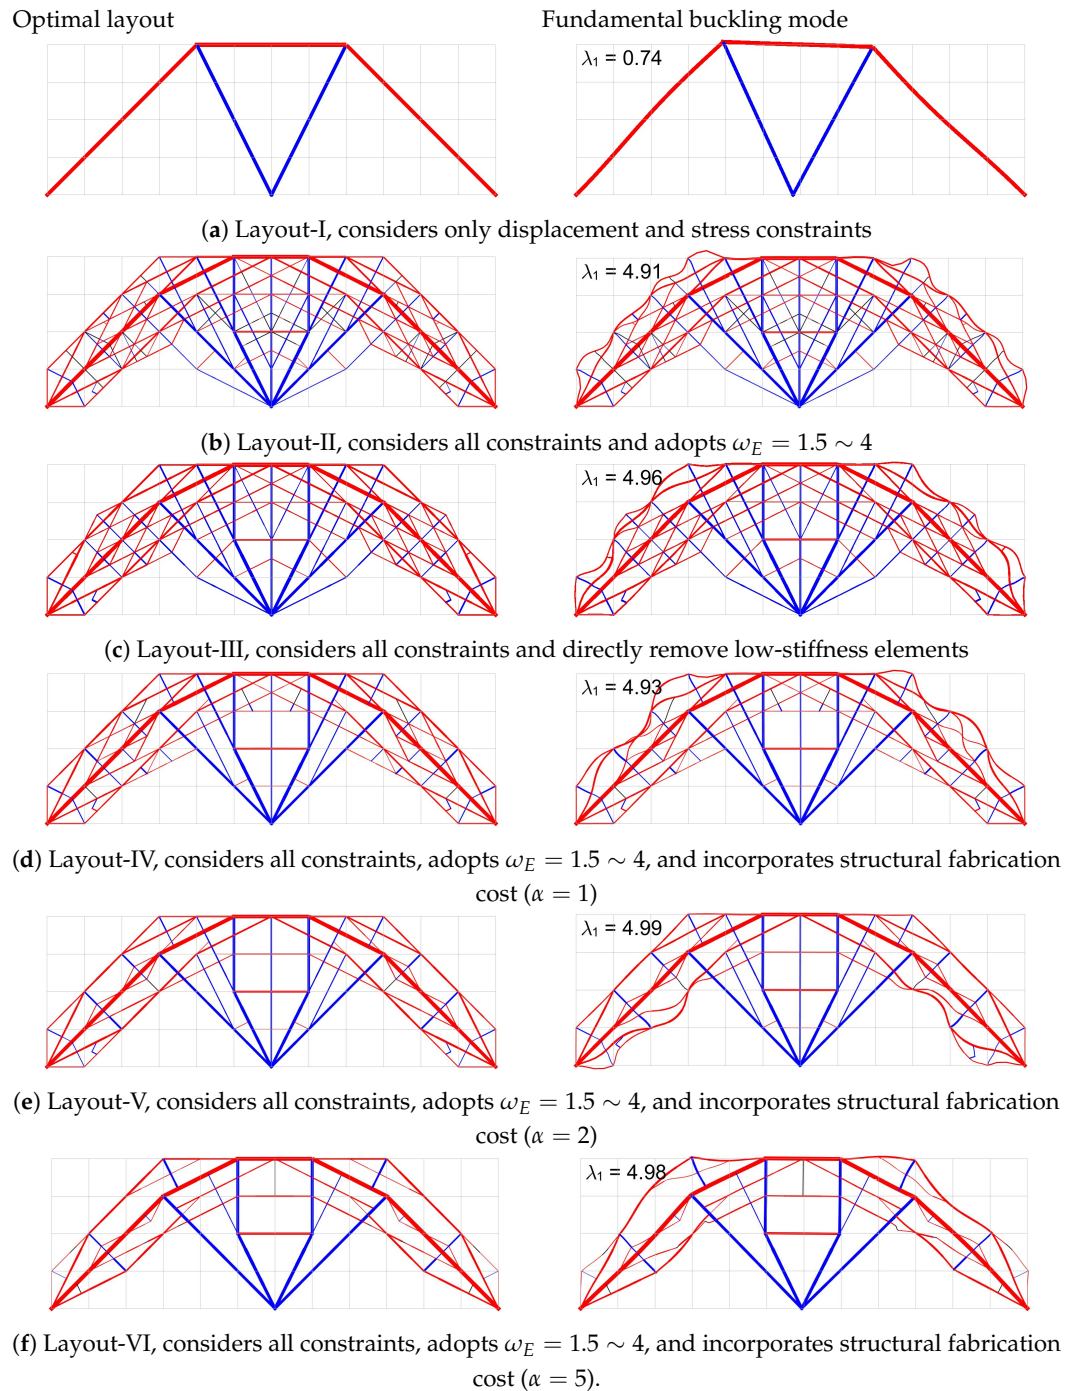 Optimal layout
Fundamental buckling mode
λ₁ = 0.74
(a) Layout-I, considers only displacement and stress constraints
λ₁ = 4.91
(b) Layout-II, considers all constraints and adopts ω_E = 1.5 ∼ 4
λ₁ = 4.96
(c) Layout-III, considers all constraints and directly remove low-stiffness elements
λ₁ = 4.93
(d) Layout-IV, considers all constraints, adopts ω_E = 1.5 ∼ 4, and incorporates structural fabrication
cost (α = 1)
λ₁ = 4.99
(e) Layout-V, considers all constraints, adopts ω_E = 1.5 ∼ 4, and incorporates structural fabrication
cost (α = 2)
λ₁ = 4.98
(f) Layout-VI, considers all constraints, adopts ω_E = 1.5 ∼ 4, and incorporates structural fabrication
cost (α = 5).